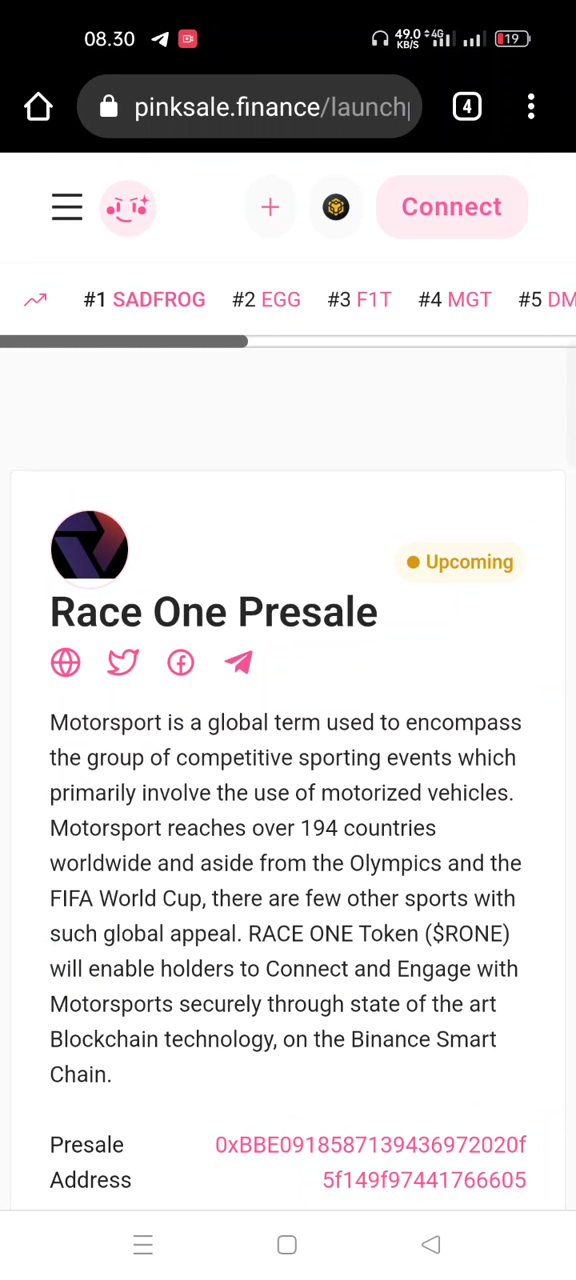 08.30
49.0 KB/S 4G 19
pinksale.finance/launch
4
+ Connect
#1 SADFROG #2 EGG #3 F1T #4 MGT #5 DM
Upcoming
Race One Presale
Motorsport is a global term used to encompass
the group of competitive sporting events which
primarily involve the use of motorized vehicles.
Motorsport reaches over 194 countries
worldwide and aside from the Olympics and the
FIFA World Cup, there are few other sports with
such global appeal. RACE ONE Token ($RONE)
will enable holders to Connect and Engage with
Motorsports securely through state of the art
Blockchain technology, on the Binance Smart
Chain.
Presale 0xBBE0918587139436972020f
Address 5f149f97441766605